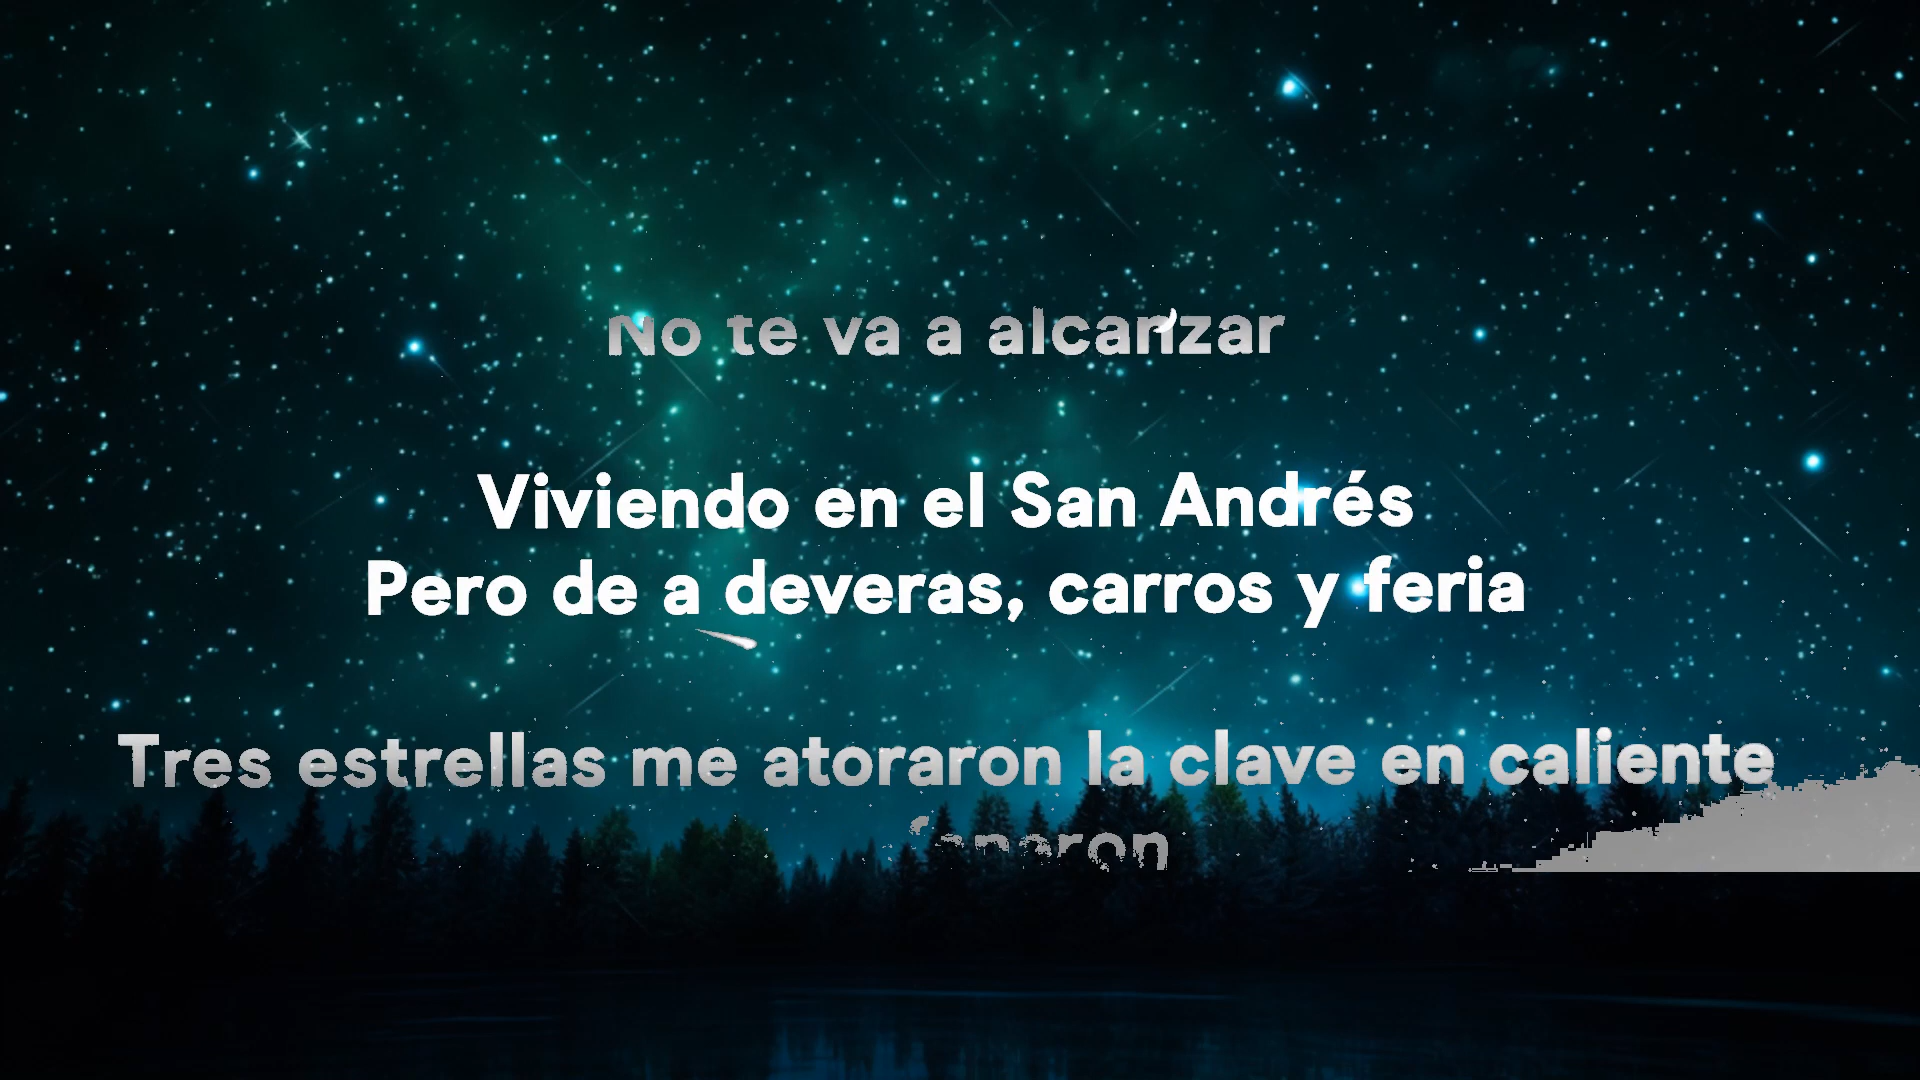 No te va a alcanzar
Viviendo en el San Andrés
Pero de a deveras, carros y feria
Tres estrellas me atoraron la clave en caliente